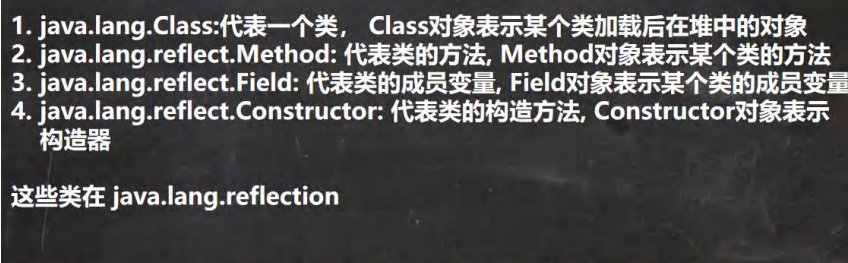 1. java.lang.Class:代表一个类， Class对象表示某个类加载后在堆中的对象
2. java.lang.reflect.Method: 代表类的方法, Method对象表示某个类的方法
3. java.lang.reflect.Field: 代表类的成员变量, Field对象表示某个类的成员变量
4. java.lang.reflect.Constructor: 代表类的构造方法, Constructor对象表示
构造器
这些类在 java.lang.reflection